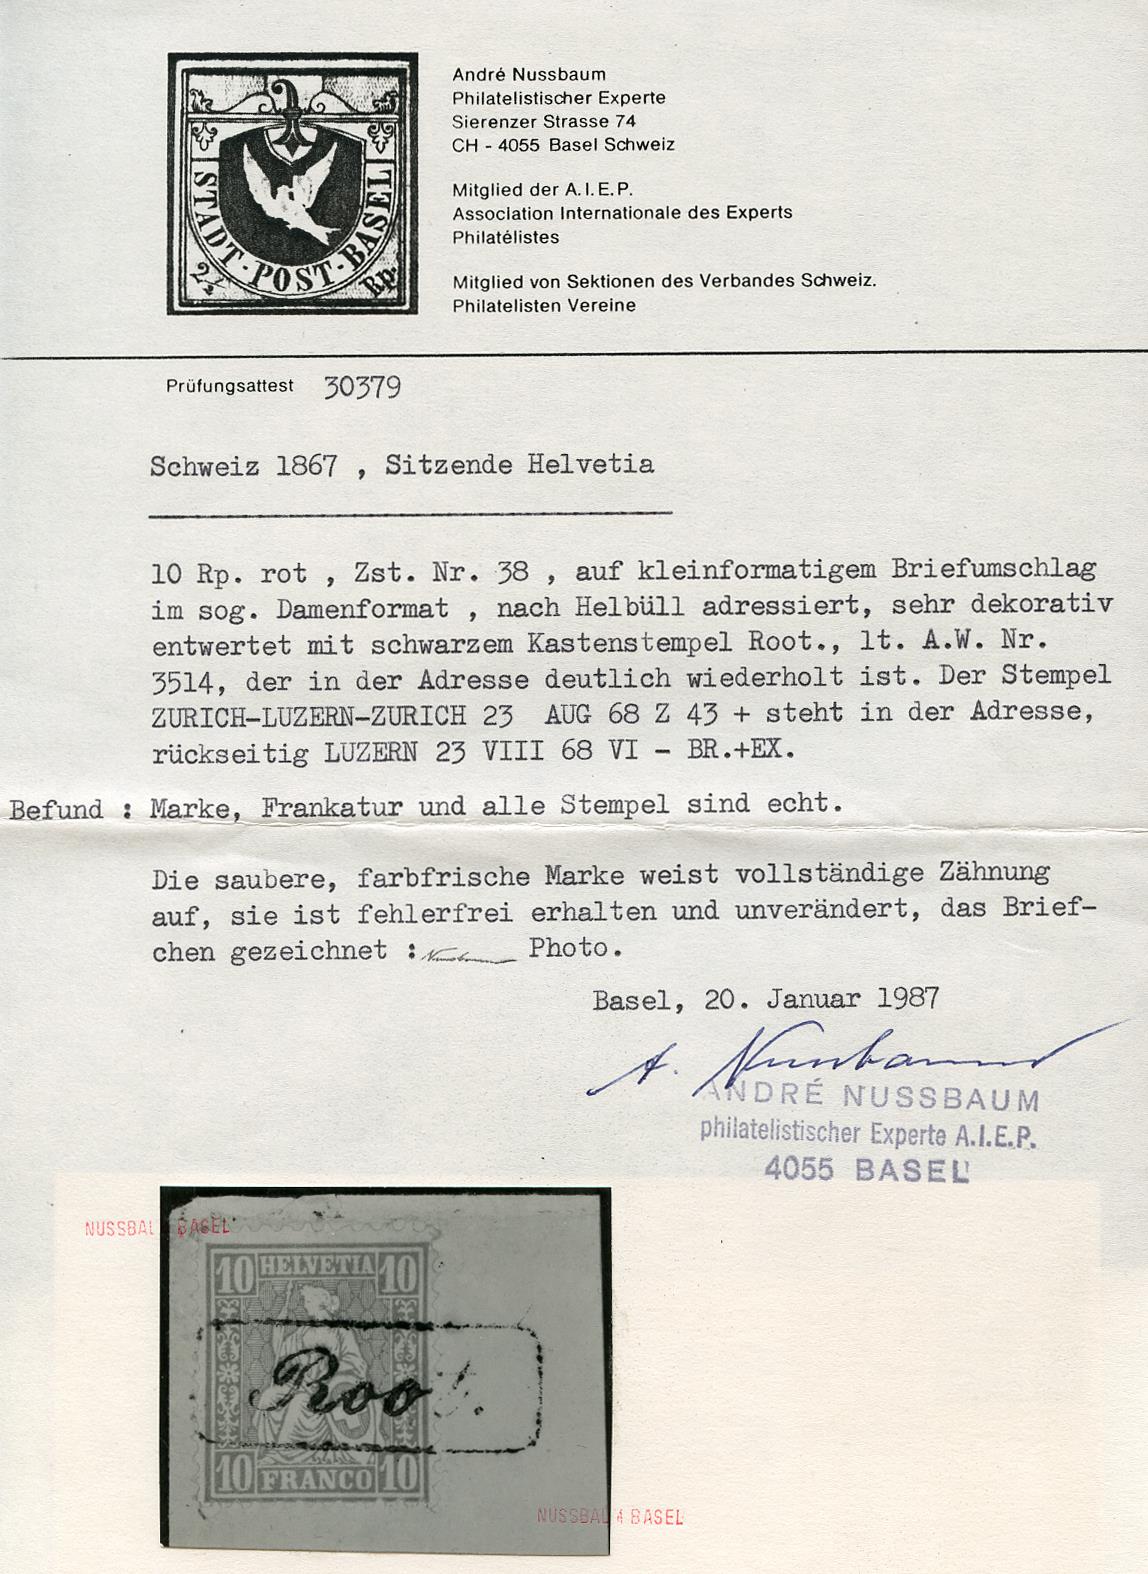 André Nussbaum
Philatelistischer Experte
Sierenzer Strasse 74
CH - 4055 Basel Schweiz
Mitglied der A.I.E.P.
Association Internationale des Experts
Philatélistes
Mitglied von Sektionen des Verbandes Schweiz.
Philatelisten Vereine
STADT-POST-BASEL
2½ Rp.
Prüfungsattest 30379
Schweiz 1867 , Sitzende Helvetia
10 Rp. rot , Zst. Nr. 38 , auf kleinformatigem Briefumschlag
im sog. Damenformat , nach Helbüll adressiert, sehr dekorativ
entwertet mit schwarzem Kastenstempel Root., lt. A.W. Nr.
3514, der in der Adresse deutlich wiederholt ist. Der Stempel
ZURICH-LUZERN-ZURICH 23 AUG 68 Z 43 + steht in der Adresse,
rückseitig LUZERN 23 VIII 68 VI - BR.+EX.
Befund : Marke, Frankatur und alle Stempel sind echt.
Die saubere, farbfrische Marke weist vollständige Zähnung
auf, sie ist fehlerfrei erhalten und unverändert, das Brief-
chen gezeichnet : Nussbaum Photo.
Basel, 20. Januar 1987
A. Nussbaum
ANDRÉ NUSSBAUM
philatelistischer Experte A.I.E.P.
4055 BASEL
NUSSBAUM BASEL
10 HELVETIA 10
Root.
10 FRANCO 10
NUSSBAUM BASEL